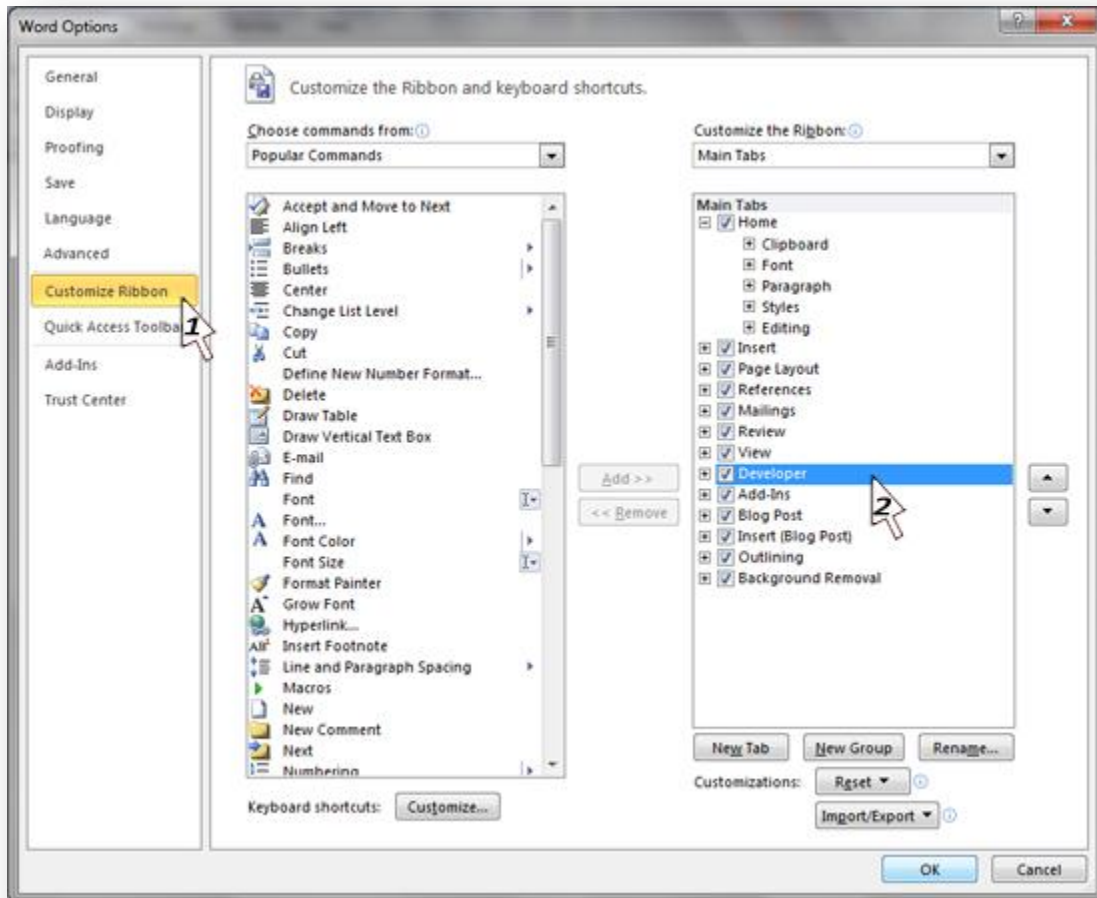 Word Options
General
Display
Proofing
Save
Language
Advanced
Customize Ribbon
1
Quick Access Toolba
Add-Ins
Trust Center
Customize the Ribbon and keyboard shortcuts.
Choose commands from:
Popular Commands
Accept and Move to Next
Align Left
Breaks
Bullets
Center
Change List Level
Copy
Cut
Define New Number Format...
Delete
Draw Table
Draw Vertical Text Box
E-mail
Find
Font
Font...
Font Color
Font Size
Format Painter
Grow Font
Hyperlink...
Insert Footnote
Line and Paragraph Spacing
Macros
New
New Comment
Next
Numbering
Keyboard shortcuts: Customize...
Add >>
<< Remove
Customize the Ribbon:
Main Tabs
Main Tabs
Home
Clipboard
Font
Paragraph
Styles
Editing
Insert
Page Layout
References
Mailings
Review
View
Developer
2
Add-Ins
Blog Post
Insert (Blog Post)
Outlining
Background Removal
New Tab New Group Rename...
Customizations: Reset
Import/Export
OK Cancel